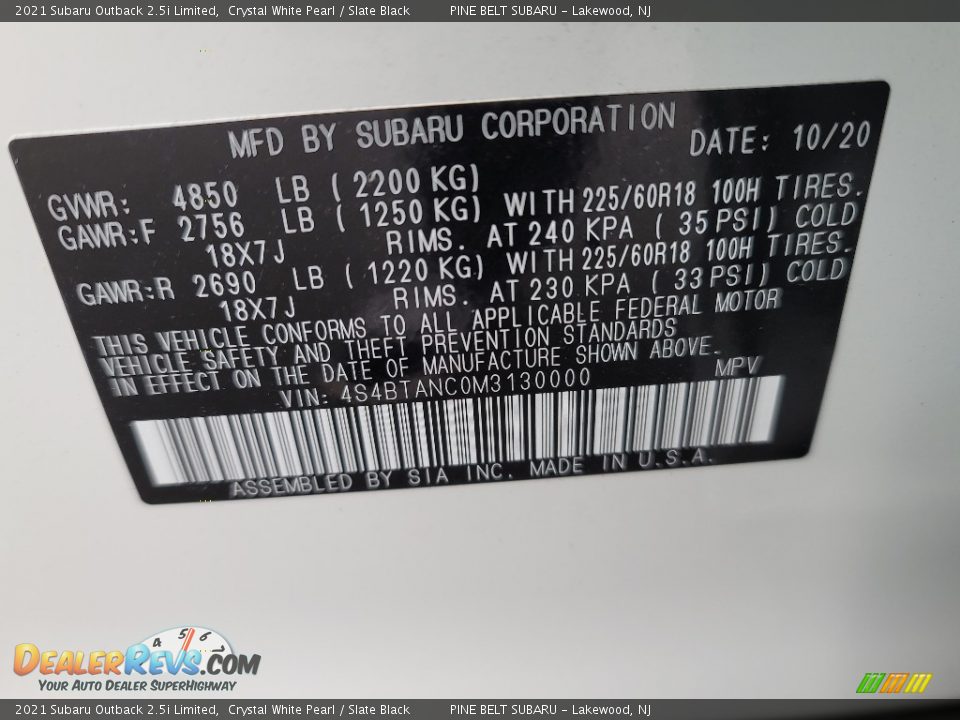 2021 Subaru Outback 2.5i Limited, Crystal White Pearl / Slate Black PINE BELT SUBARU – Lakewood, NJ
MFD BY SUBARU CORPORATION DATE: 10/20
GVWR: 4850 LB ( 2200 KG)
GAWR:F 2756 LB ( 1250 KG) WITH 225/60R18 100H TIRES.
18X7J RIMS. AT 240 KPA ( 35 PSI) COLD
GAWR:R 2690 LB ( 1220 KG) WITH 225/60R18 100H TIRES.
18X7J RIMS. AT 230 KPA ( 33 PSI) COLD
THIS VEHICLE CONFORMS TO ALL APPLICABLE FEDERAL MOTOR
VEHICLE SAFETY AND THEFT PREVENTION STANDARDS
IN EFFECT ON THE DATE OF MANUFACTURE SHOWN ABOVE.
VIN: 4S4BTANC0M3130000 MPV
ASSEMBLED BY SIA INC. MADE IN U.S.A.
4 5 6
DEALERREVS.COM
YOUR AUTO DEALER SUPERHIGHWAY
2021 Subaru Outback 2.5i Limited, Crystal White Pearl / Slate Black PINE BELT SUBARU – Lakewood, NJ